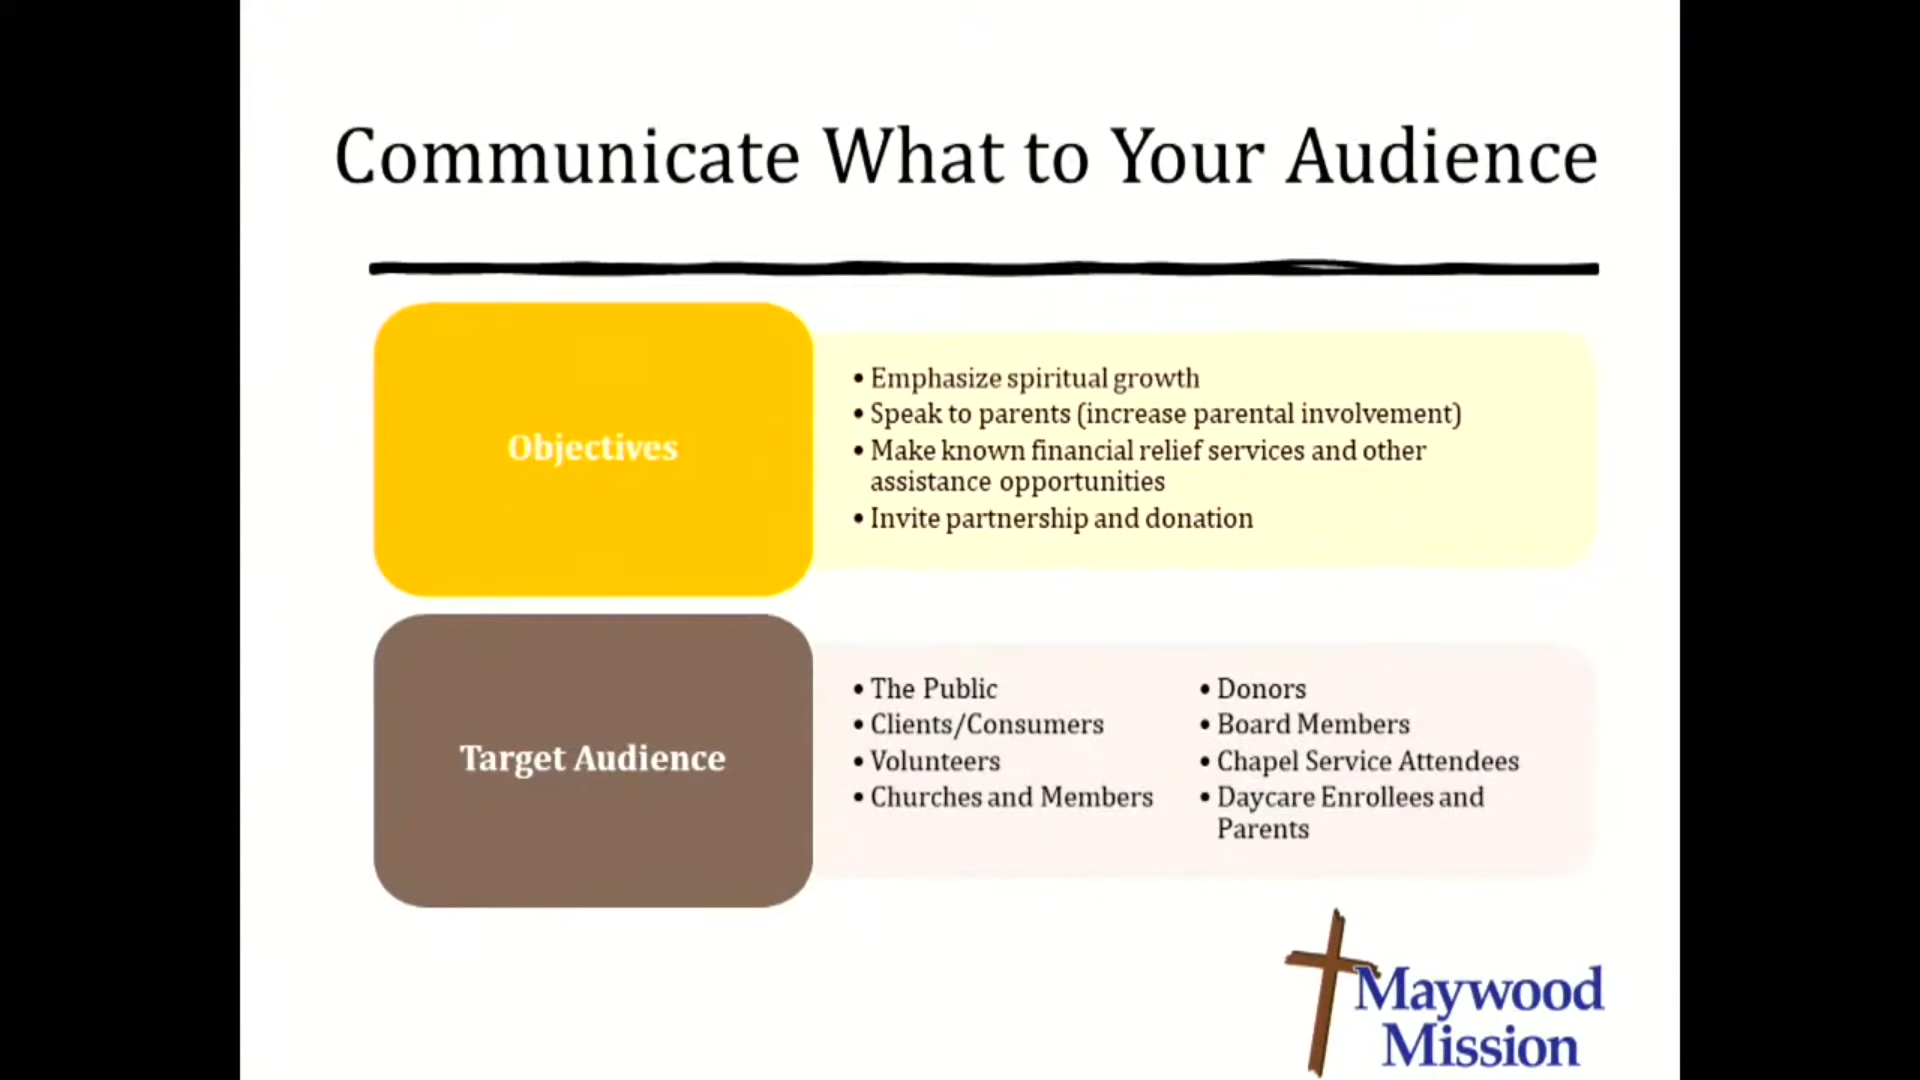 Communicate What to Your Audience
Objectives
• Emphasize spiritual growth
• Speak to parents (increase parental involvement)
• Make known financial relief services and other
assistance opportunities
• Invite partnership and donation
Target Audience
• The Public
• Clients/Consumers
• Volunteers
• Churches and Members
• Donors
• Board Members
• Chapel Service Attendees
• Daycare Enrollees and
Parents
Maywood
Mission